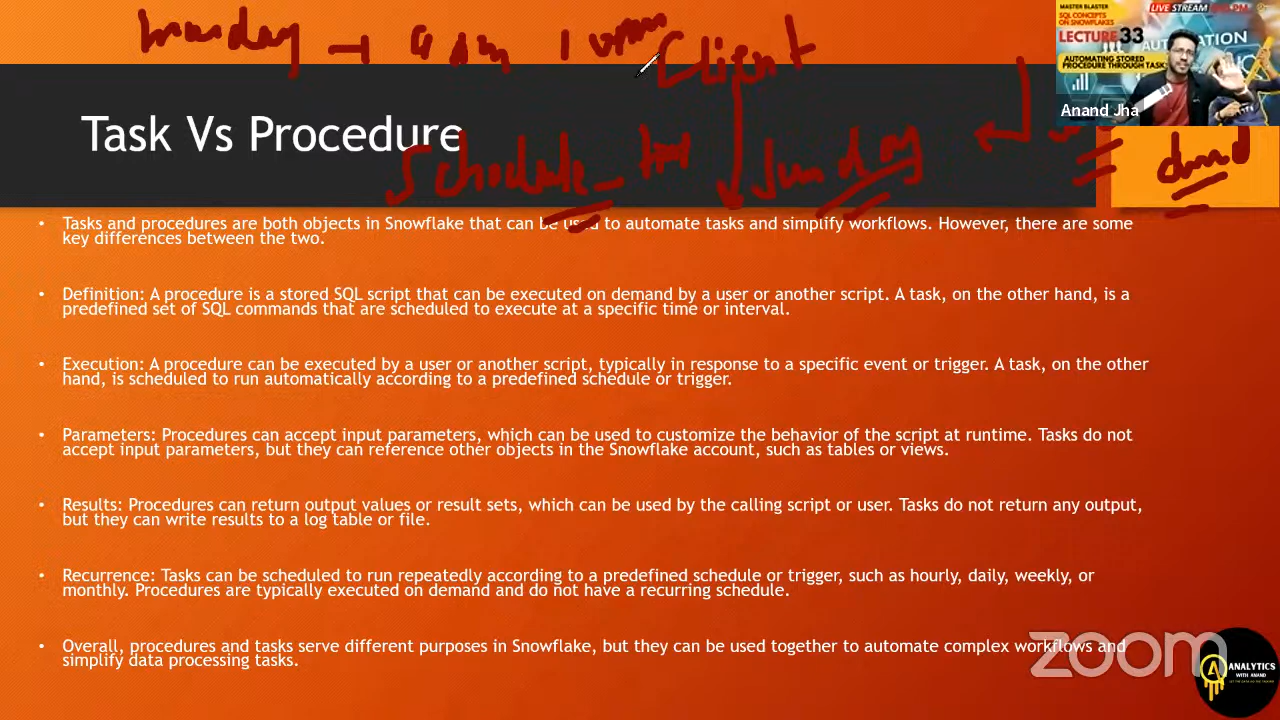 Client
MASTER BLASTER
LIVE STREAM
SQL CONCEPTS
ON SNOWFLAKES
LECTURE 33
AUTOMATING STORED
PROCEDURE THROUGH TASK
Anand Jha
Task Vs Procedure
Schedule
Sunday
• Tasks and procedures are both objects in Snowflake that can be used to automate tasks and simplify workflows. However, there are some
key differences between the two.
• Definition: A procedure is a stored SQL script that can be executed on demand by a user or another script. A task, on the other hand, is a
predefined set of SQL commands that are scheduled to execute at a specific time or interval.
• Execution: A procedure can be executed by a user or another script, typically in response to a specific event or trigger. A task, on the other
hand, is scheduled to run automatically according to a predefined schedule or trigger.
• Parameters: Procedures can accept input parameters, which can be used to customize the behavior of the script at runtime. Tasks do not
accept input parameters, but they can reference other objects in the Snowflake account, such as tables or views.
• Results: Procedures can return output values or result sets, which can be used by the calling script or user. Tasks do not return any output,
but they can write results to a log table or file.
• Recurrence: Tasks can be scheduled to run repeatedly according to a predefined schedule or trigger, such as hourly, daily, weekly, or
monthly. Procedures are typically executed on demand and do not have a recurring schedule.
• Overall, procedures and tasks serve different purposes in Snowflake, but they can be used together to automate complex workflows and
simplify data processing tasks.
zoom
ANALYTICS
WITH ANAND